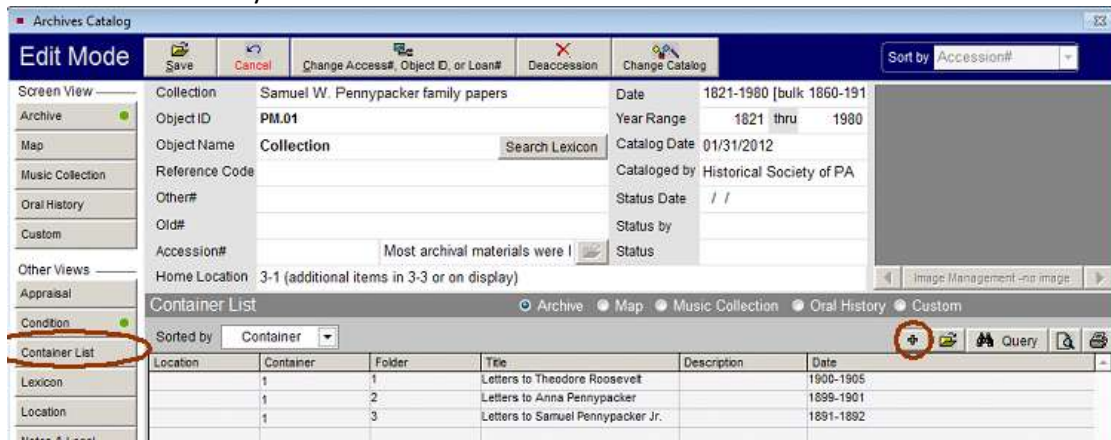 Archives Catalog
Edit Mode Save Cancel Change Access#, Object ID, or Loan# Deaccession Change Catalog Sort by Accession#
Screen View
Archive
Map
Music Collection
Oral History
Custom
Other Views
Appraisal
Condition
Container List
Lexicon
Location
Collection Samuel W. Pennypacker family papers
Object ID PM.01
Object Name Collection Search Lexicon
Reference Code
Other#
Old#
Accession# Most archival materials were l
Home Location 3-1 (additional items in 3-3 or on display)
Date 1821-1980 [bulk 1860-191
Year Range 1821 thru 1980
Catalog Date 01/31/2012
Cataloged by Historical Society of PA
Status Date / /
Status by
Status
Image Management -no image
Container List Archive Map Music Collection Oral History Custom
Sorted by Container + Query
Location Container Folder Title Description Date
1 1 Letters to Theodore Roosevelt 1900-1905
1 2 Letters to Anna Pennypacker 1899-1901
1 3 Letters to Samuel Pennypacker Jr. 1891-1892